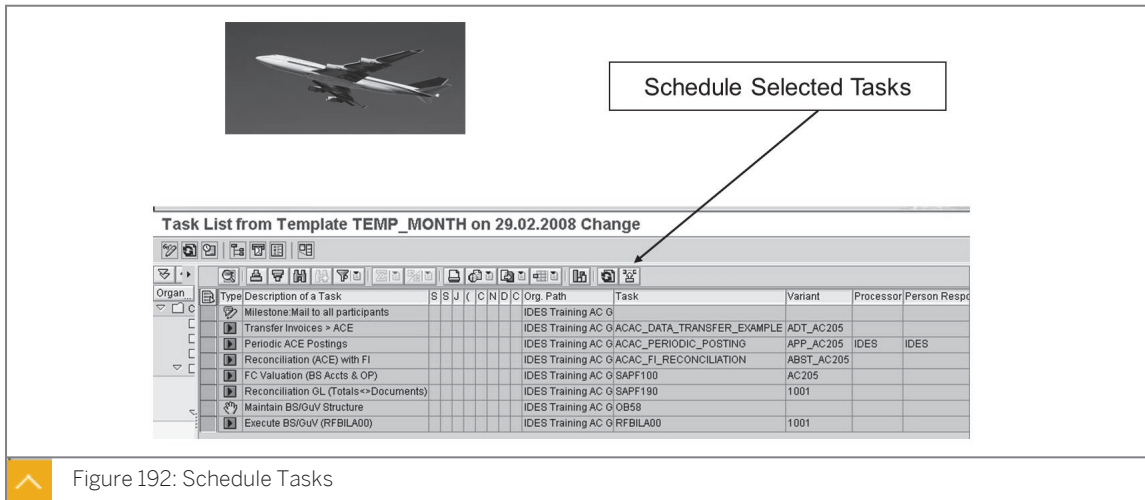 Schedule Selected Tasks
Task List from Template TEMP_MONTH on 29.02.2008 Change
Organ...
Type Description of a Task S S J ( C N D C Org. Path Task Variant Processor Person Respo
C
Milestone:Mail to all participants IDES Training AC G
Transfer Invoices > ACE IDES Training AC G ACAC_DATA_TRANSFER_EXAMPLE ADT_AC205
Periodic ACE Postings IDES Training AC G ACAC_PERIODIC_POSTING APP_AC205 IDES IDES
Reconciliation (ACE) with FI IDES Training AC G ACAC_FI_RECONCILIATION ABST_AC205
FC Valuation (BS Accts & OP) IDES Training AC G SAPF100 AC205
Reconciliation GL (Totals<>Documents) IDES Training AC G SAPF190 1001
Maintain BS/GuV Structure IDES Training AC G OB58
Execute BS/GuV (RFBILA00) IDES Training AC G RFBILA00 1001
Figure 192: Schedule Tasks